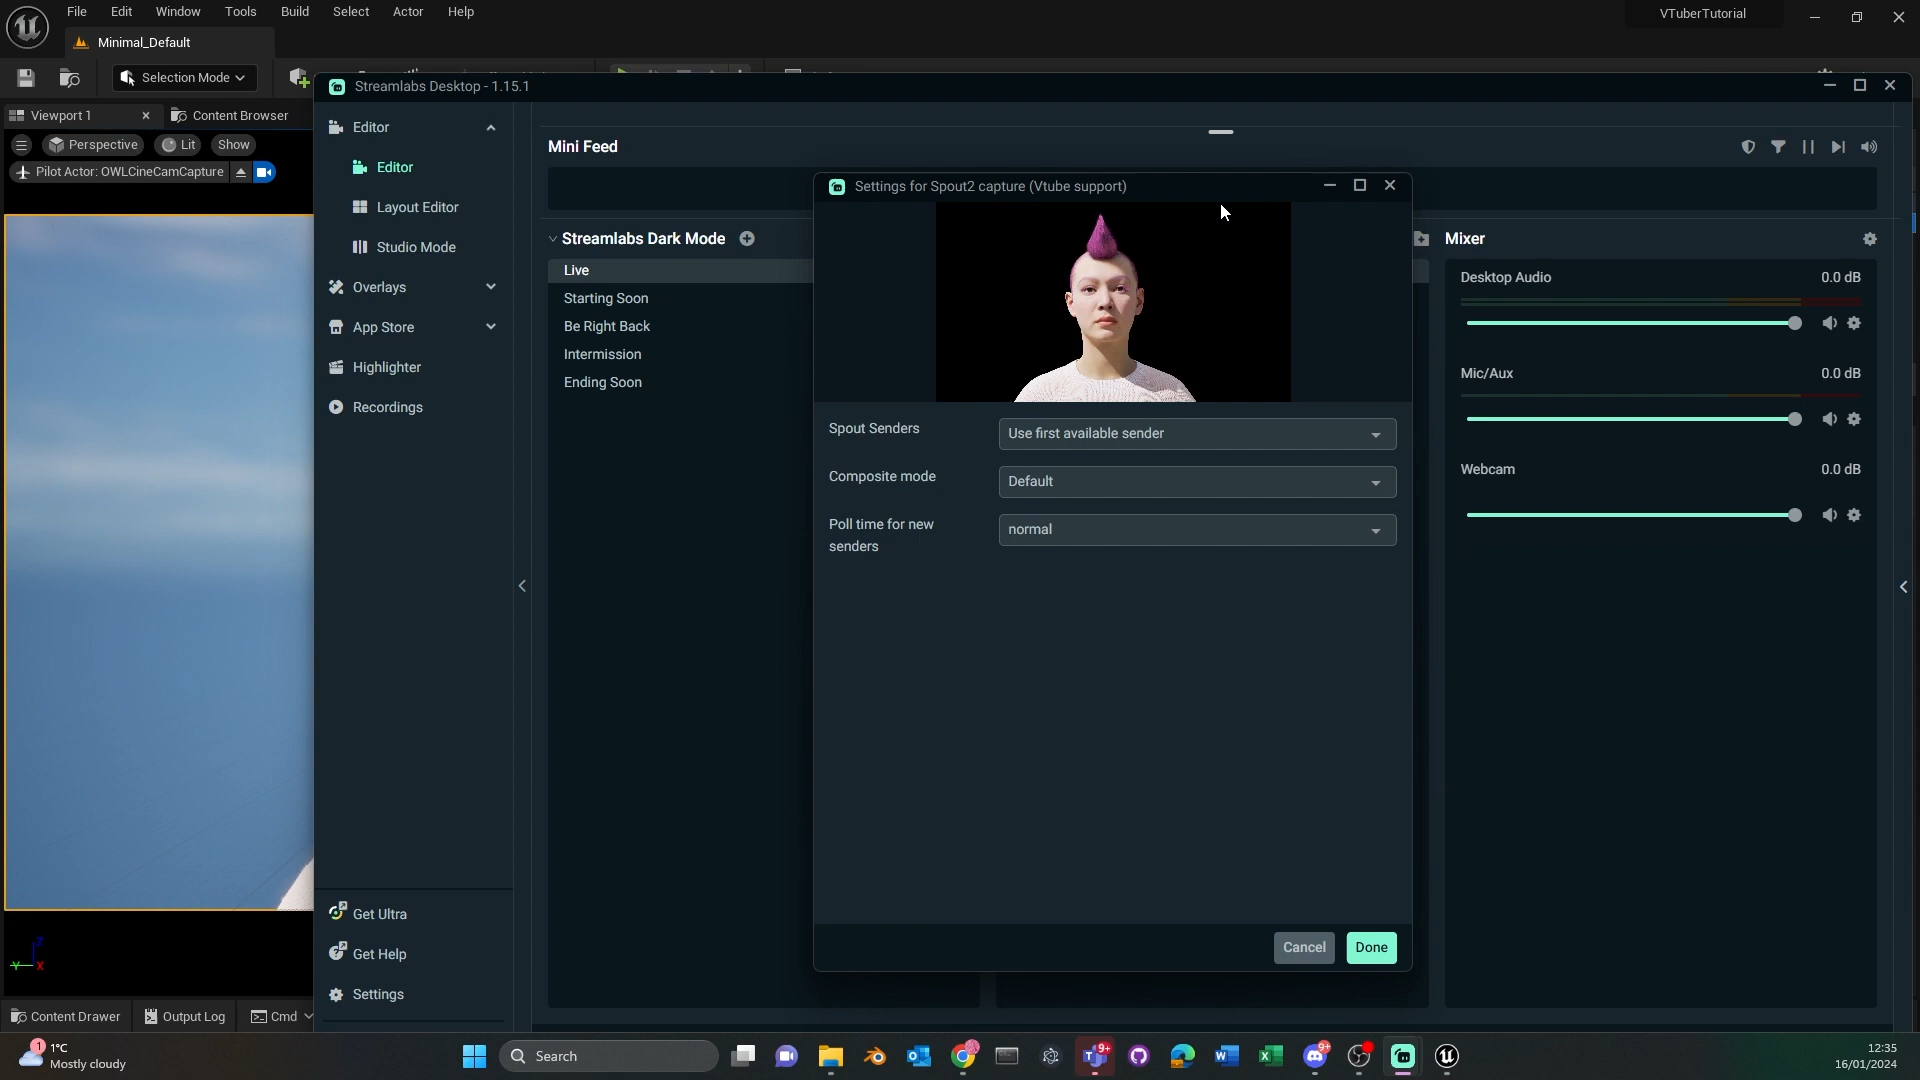 File Edit Window Tools Build Select Actor Help
VTuberTutorial
Minimal_Default
Selection Mode
Streamlabs Desktop - 1.15.1
Viewport 1
Content Browser
Perspective
Lit
Show
Pilot Actor: OWLCineCamCapture
Editor
Editor
Layout Editor
Studio Mode
Overlays
App Store
Highlighter
Recordings
Get Ultra
Get Help
Settings
Mini Feed
Streamlabs Dark Mode
Live
Starting Soon
Be Right Back
Intermission
Ending Soon
Settings for Spout2 capture (Vtube support)
Spout Senders
Use first available sender
Composite mode
Default
Poll time for new
senders
normal
Cancel
Done
Mixer
Desktop Audio
0.0 dB
Mic/Aux
0.0 dB
Webcam
0.0 dB
X
Y
Z
Content Drawer
Output Log
Cmd
1
1°C
Mostly cloudy
Search
9+
9+
12:35
16/01/2024